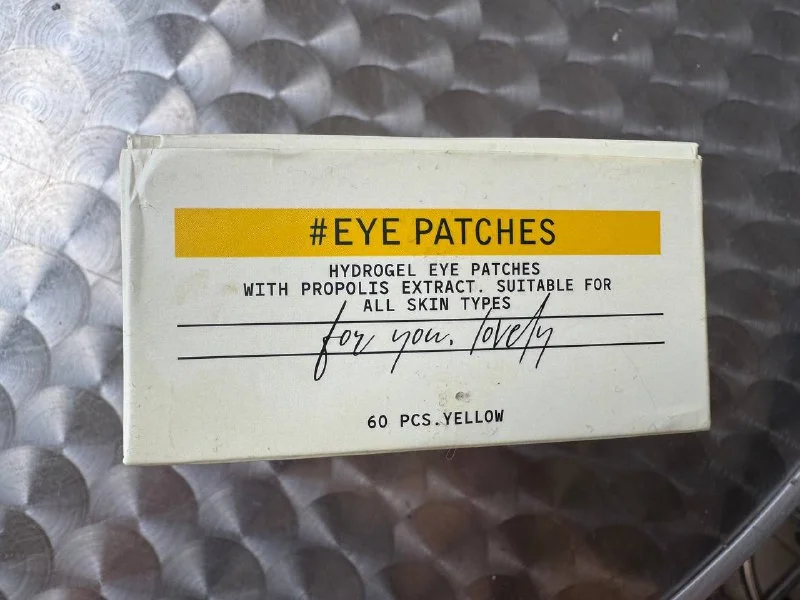 #EYE PATCHES
HYDROGEL EYE PATCHES
WITH PROPOLIS EXTRACT. SUITABLE FOR
ALL SKIN TYPES
for you. lovely
60 PCS.YELLOW